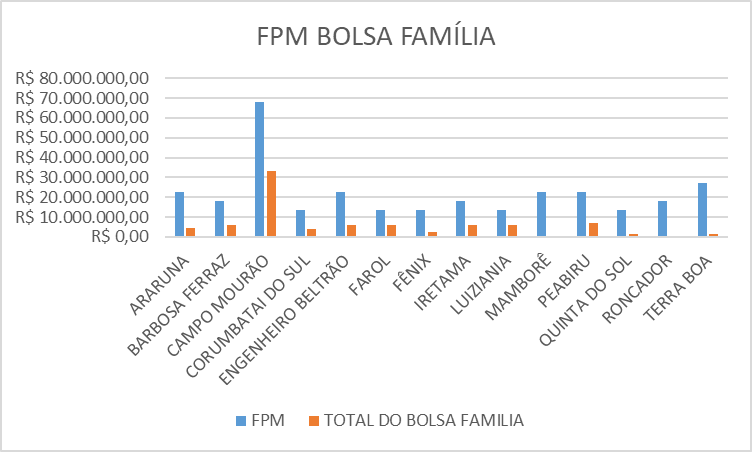 FPM BOLSA FAMÍLIA
R$ 80.000.000,00
R$ 70.000.000,00
R$ 60.000.000,00
R$ 50.000.000,00
R$ 40.000.000,00
R$ 30.000.000,00
R$ 20.000.000,00
R$ 10.000.000,00
R$ 0,00
ARARUNA
BARBOSA FERRAZ
CAMPO MOURÃO
CORUMBATAI DO SUL
ENGENHEIRO BELTRÃO
FAROL
FÊNIX
IRETAMA
LUIZIANIA
MAMBORÊ
PEABIRU
QUINTA DO SOL
RONCADOR
TERRA BOA
FPM
TOTAL DO BOLSA FAMILIA